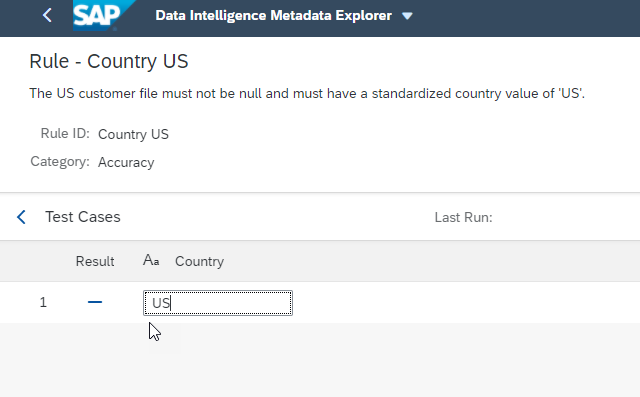 SAP Data Intelligence Metadata Explorer
Rule - Country US
The US customer file must not be null and must have a standardized country value of 'US'.
Rule ID: Country US
Category: Accuracy
Test Cases Last Run:
Result Aa Country
1 US